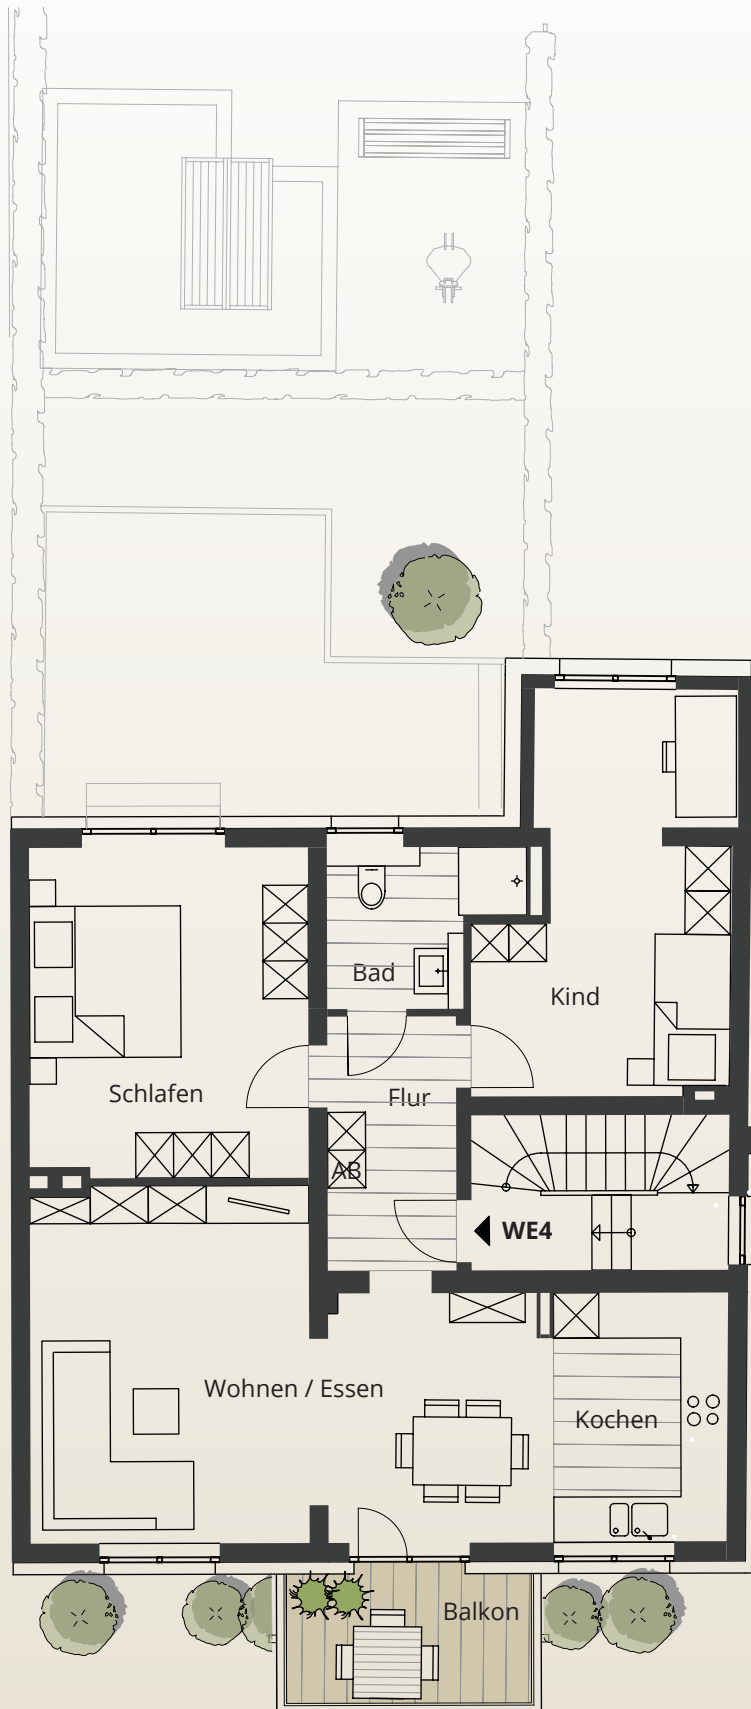 Bad
Kind
Schlafen
Flur
AB
WE4
Wohnen / Essen
Kochen
Balkon